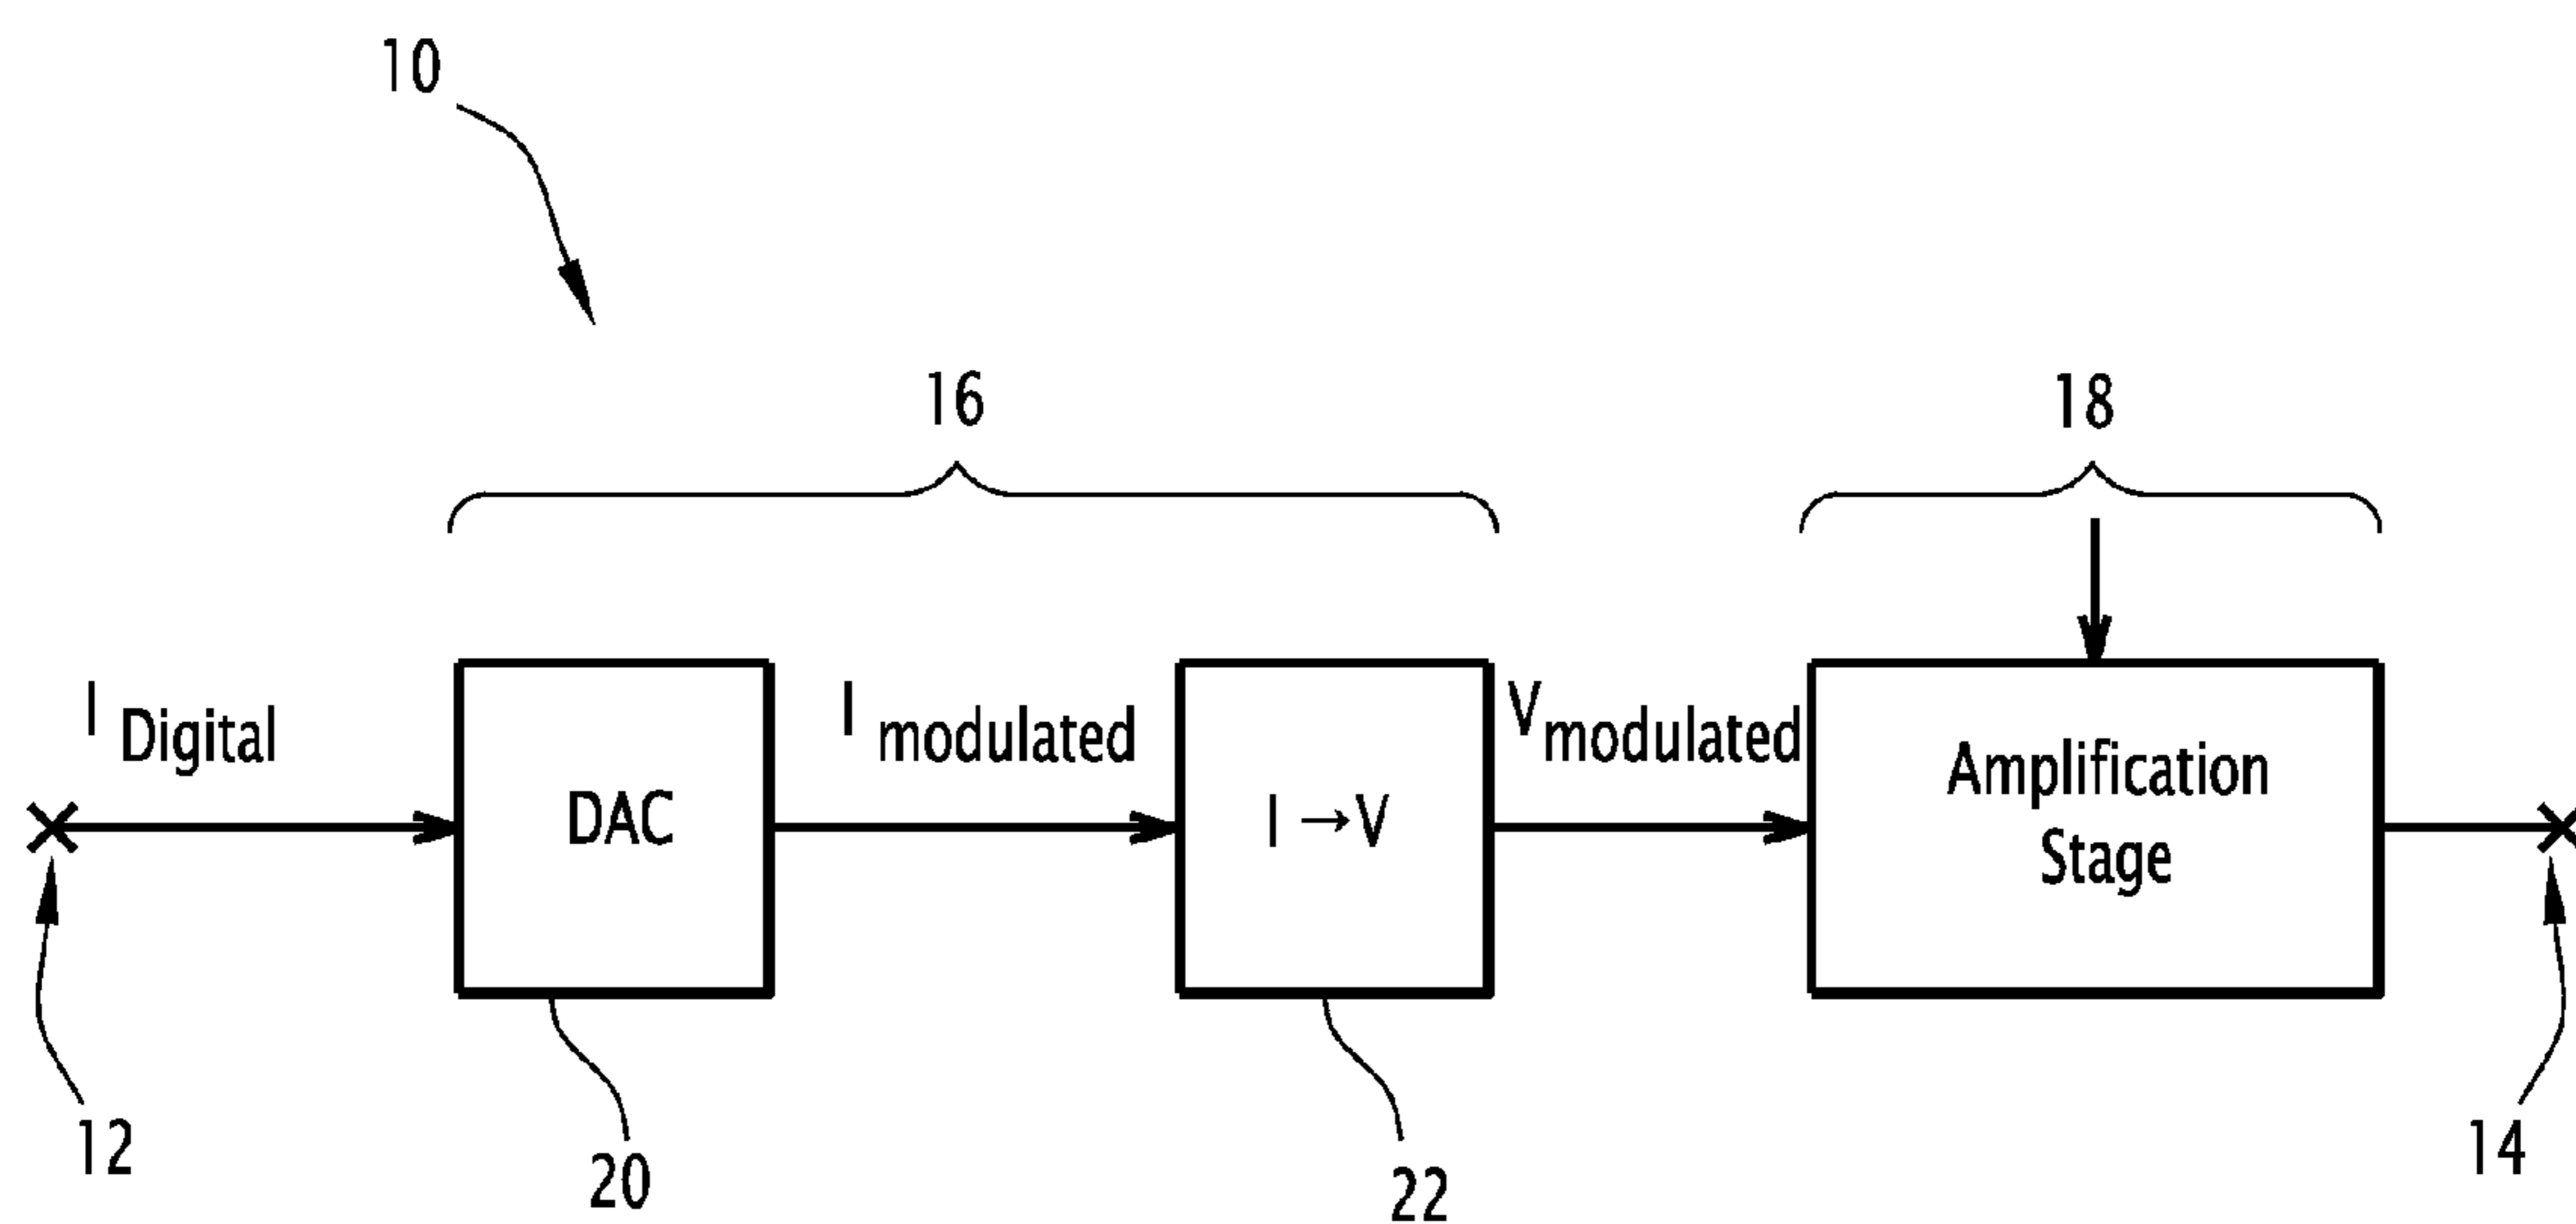 10
16
18
I Digital
DAC
I modulated
I →V
Vmodulated
Amplification
Stage
12
20
22
14